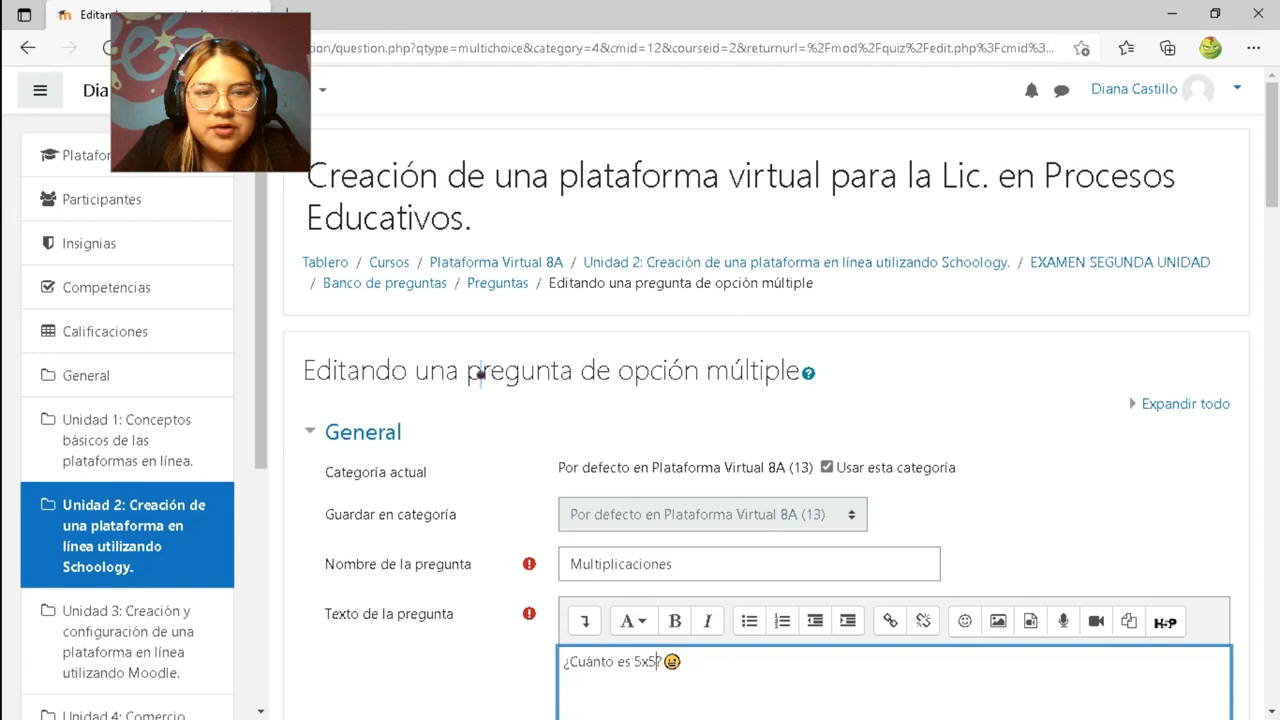 Editan
ion/question.php?qtype=multichoice&category=4&cmid=12&courseid=2&returnurl=%2Fmod%2Fquiz%2Fedit.php%3Fcmid%...
Dia
Diana Castillo
Platafor
Participantes
Insignias
Competencias
Calificaciones
General
Unidad 1: Conceptos
básicos de las
plataformas en línea.
Unidad 2: Creación de
una plataforma en
línea utilizando
Schoology.
Unidad 3: Creación y
configuración de una
plataforma en línea
utilizando Moodle.
Unidad 4: Comercio
Creación de una plataforma virtual para la Lic. en Procesos
Educativos.
Tablero / Cursos / Plataforma Virtual 8A / Unidad 2: Creación de una plataforma en línea utilizando Schoology. / EXAMEN SEGUNDA UNIDAD
/ Banco de preguntas / Preguntas / Editando una pregunta de opción múltiple
Editando una pregunta de opción múltiple
Expandir todo
General
Categoría actual
Por defecto en Plataforma Virtual 8A (13) Usar esta categoría
Guardar en categoría
Por defecto en Plataforma Virtual 8A (13)
Nombre de la pregunta
Multiplicaciones
Texto de la pregunta
A B I H-P
¿Cuánto es 5x5?